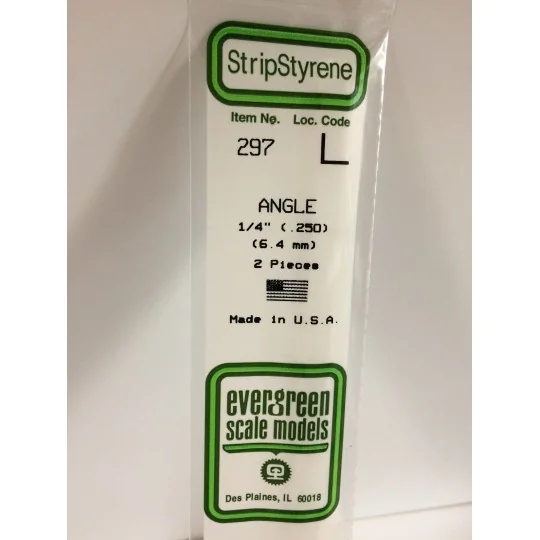 StripStyrene
Item No. Loc. Code
297 L
ANGLE
1/4" (.250)
(6.4 mm)
2 Pieces
Made in U.S.A.
evergreen
scale models
Des Plaines, IL 60018